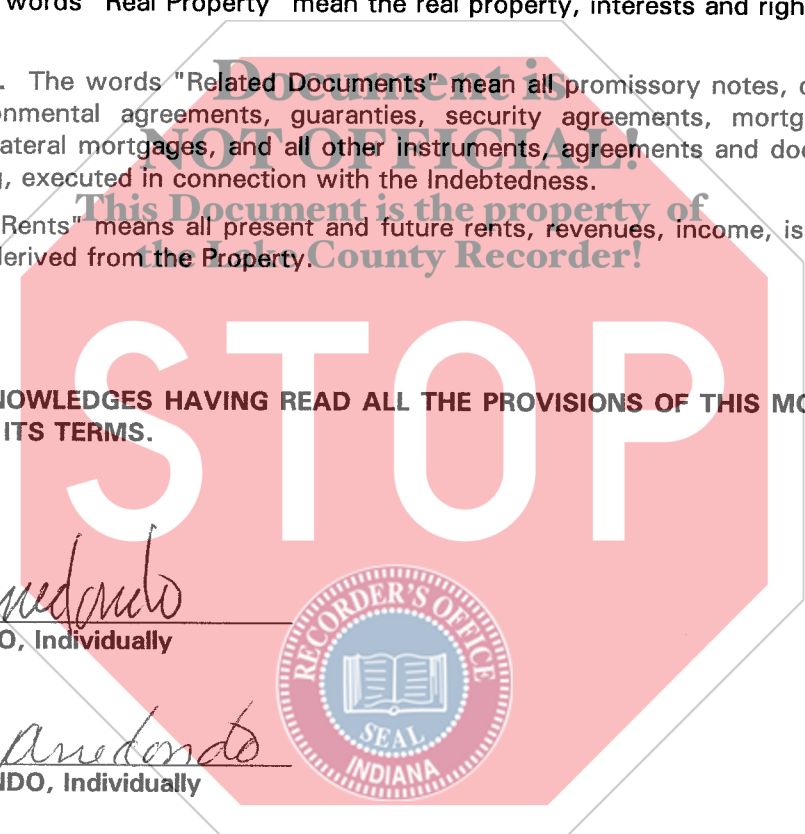 words "Real Property" mean the real property, interests and righ
. The words "Related Documents" mean all promissory notes, c
onmental agreements, guaranties, security agreements, mortg
ateral mortgages, and all other instruments, agreements and doc
, executed in connection with the Indebtedness.
Rents" means all present and future rents, revenues, income, is
derived from the Property.
Document is
NOT OFFICIAL!
This Document is the property of
the Lake County Recorder!
STOP
NOWLEDGES HAVING READ ALL THE PROVISIONS OF THIS MO
ITS TERMS.
O, Individually
Arredondo
NDO, Individually
RECORDER'S OFFICE
SEAL
INDIANA